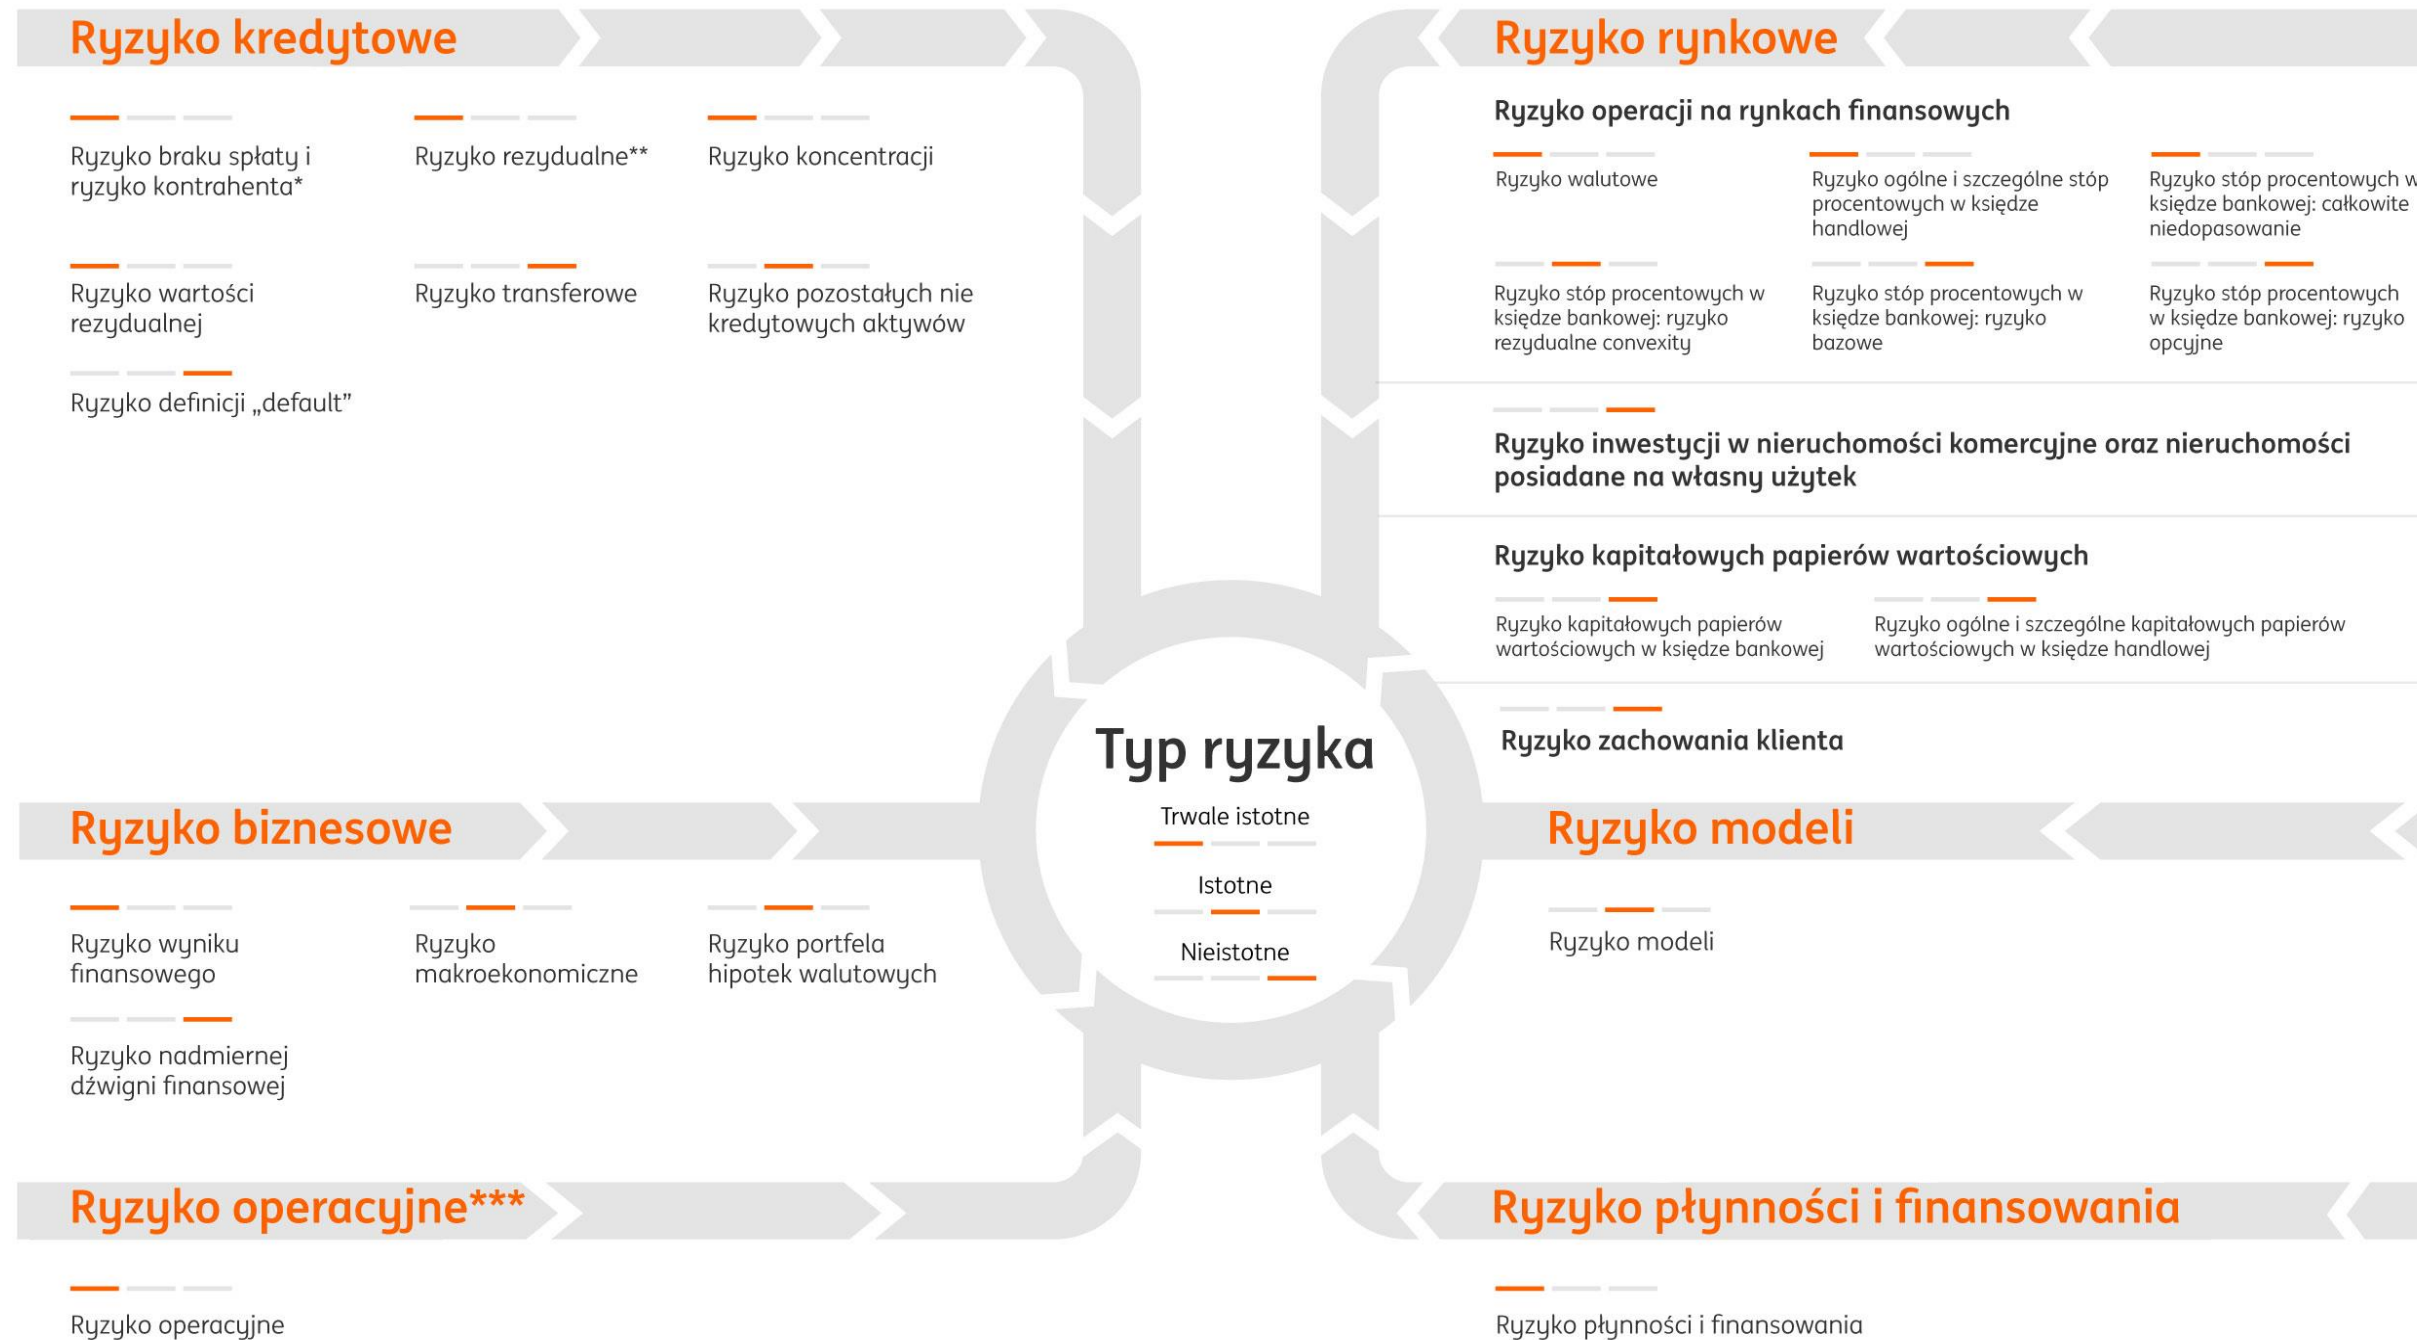 Ryzyko kredytowe
Ryzyko braku spłaty i
ryzyko kontrahenta*
Ryzyko rezydualne**
Ryzyko koncentracji
Ryzyko wartości
rezydualnej
Ryzyko transferowe
Ryzyko pozostałych nie
kredytowych aktywów
Ryzyko definicji „default”
Ryzyko rynkowe
Ryzyko operacji na rynkach finansowych
Ryzyko walutowe
Ryzyko ogólne i szczególne stóp
procentowych w księdze
handlowej
Ryzyko stóp procentowych w
księdze bankowej: całkowite
niedopasowanie
Ryzyko stóp procentowych w
księdze bankowej: ryzyko
rezydualne convexity
Ryzyko stóp procentowych w
księdze bankowej: ryzyko
bazowe
Ryzyko stóp procentowych
w księdze bankowej: ryzyko
opcyjne
Ryzyko inwestycji w nieruchomości komercyjne oraz nieruchomości
posiadane na własny użytek
Ryzyko kapitałowych papierów wartościowych
Ryzyko kapitałowych papierów
wartościowych w księdze bankowej
Ryzyko ogólne i szczególne kapitałowych papierów
wartościowych w księdze handlowej
Ryzyko zachowania klienta
Typ ryzyka
Trwale istotne
Istotne
Nieistotne
Ryzyko biznesowe
Ryzyko wyniku
finansowego
Ryzyko
makroekonomiczne
Ryzyko portfela
hipotek walutowych
Ryzyko nadmiernej
dźwigni finansowej
Ryzyko modeli
Ryzyko modeli
Ryzyko operacyjne***
Ryzyko operacyjne
Ryzyko płynności i finansowania
Ryzyko płynności i finansowania